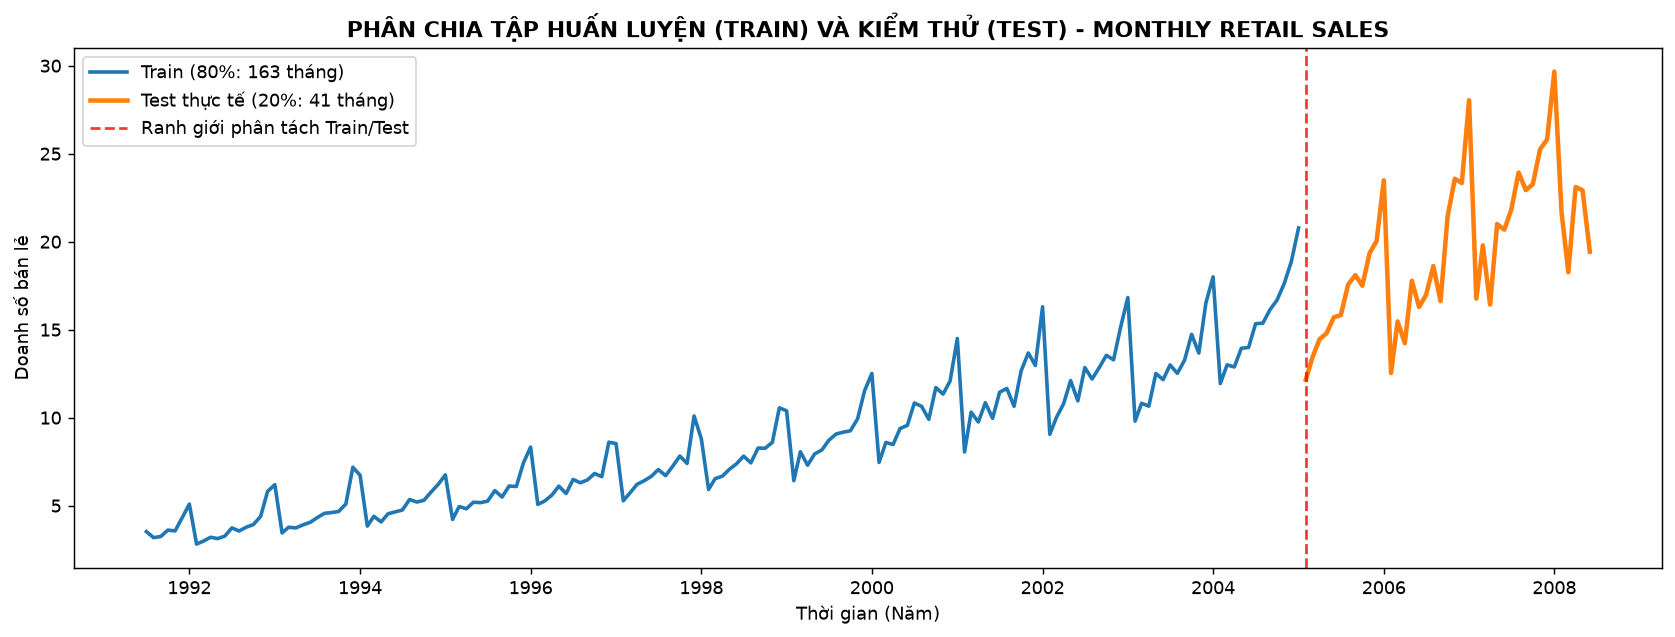 PHÂN CHIA TẬP HUẤN LUYỆN (TRAIN) VÀ KIỂM THỬ (TEST) - MONTHLY RETAIL SALES
Train (80%: 163 tháng)
Test thực tế (20%: 41 tháng)
Ranh giới phân tách Train/Test
Doanh số bán lẻ
30
25
20
15
10
5
1992 1994 1996 1998 2000 2002 2004 2006 2008
Thời gian (Năm)